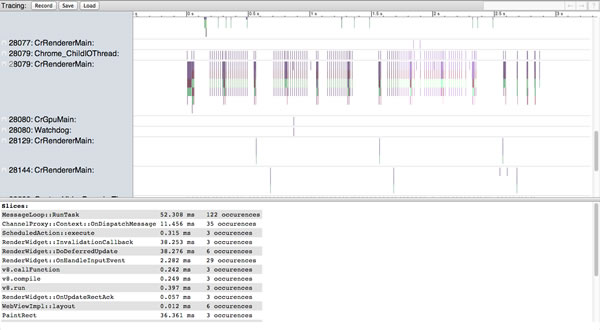 Tracing: Record Save Load
0 s 0.5 s 1 s 1.5 s 2 s 2.5 s 3 s
28077: CrRendererMain:
28079: Chrome_ChildIOThread:
28079: CrRendererMain:
28080: CrGpuMain:
28080: Watchdog:
28129: CrRendererMain:
28144: CrRendererMain:
Slices:
MessageLoop::RunTask 52.308 ms 122 occurences
ChannelProxy::Context::OnDispatchMessage 11.456 ms 35 occurences
ScheduledAction::execute 0.315 ms 3 occurences
RenderWidget::InvalidationCallback 38.253 ms 3 occurences
RenderWidget::DoDeferredUpdate 38.276 ms 6 occurences
RenderWidget::OnHandleInputEvent 2.282 ms 29 occurences
v8.callFunction 0.242 ms 3 occurences
v8.compile 0.249 ms 3 occurences
v8.run 0.397 ms 3 occurences
RenderWidget::OnUpdateRectAck 0.057 ms 3 occurences
WebViewImpl::layout 0.012 ms 6 occurences
PaintRect 36.361 ms 3 occurences